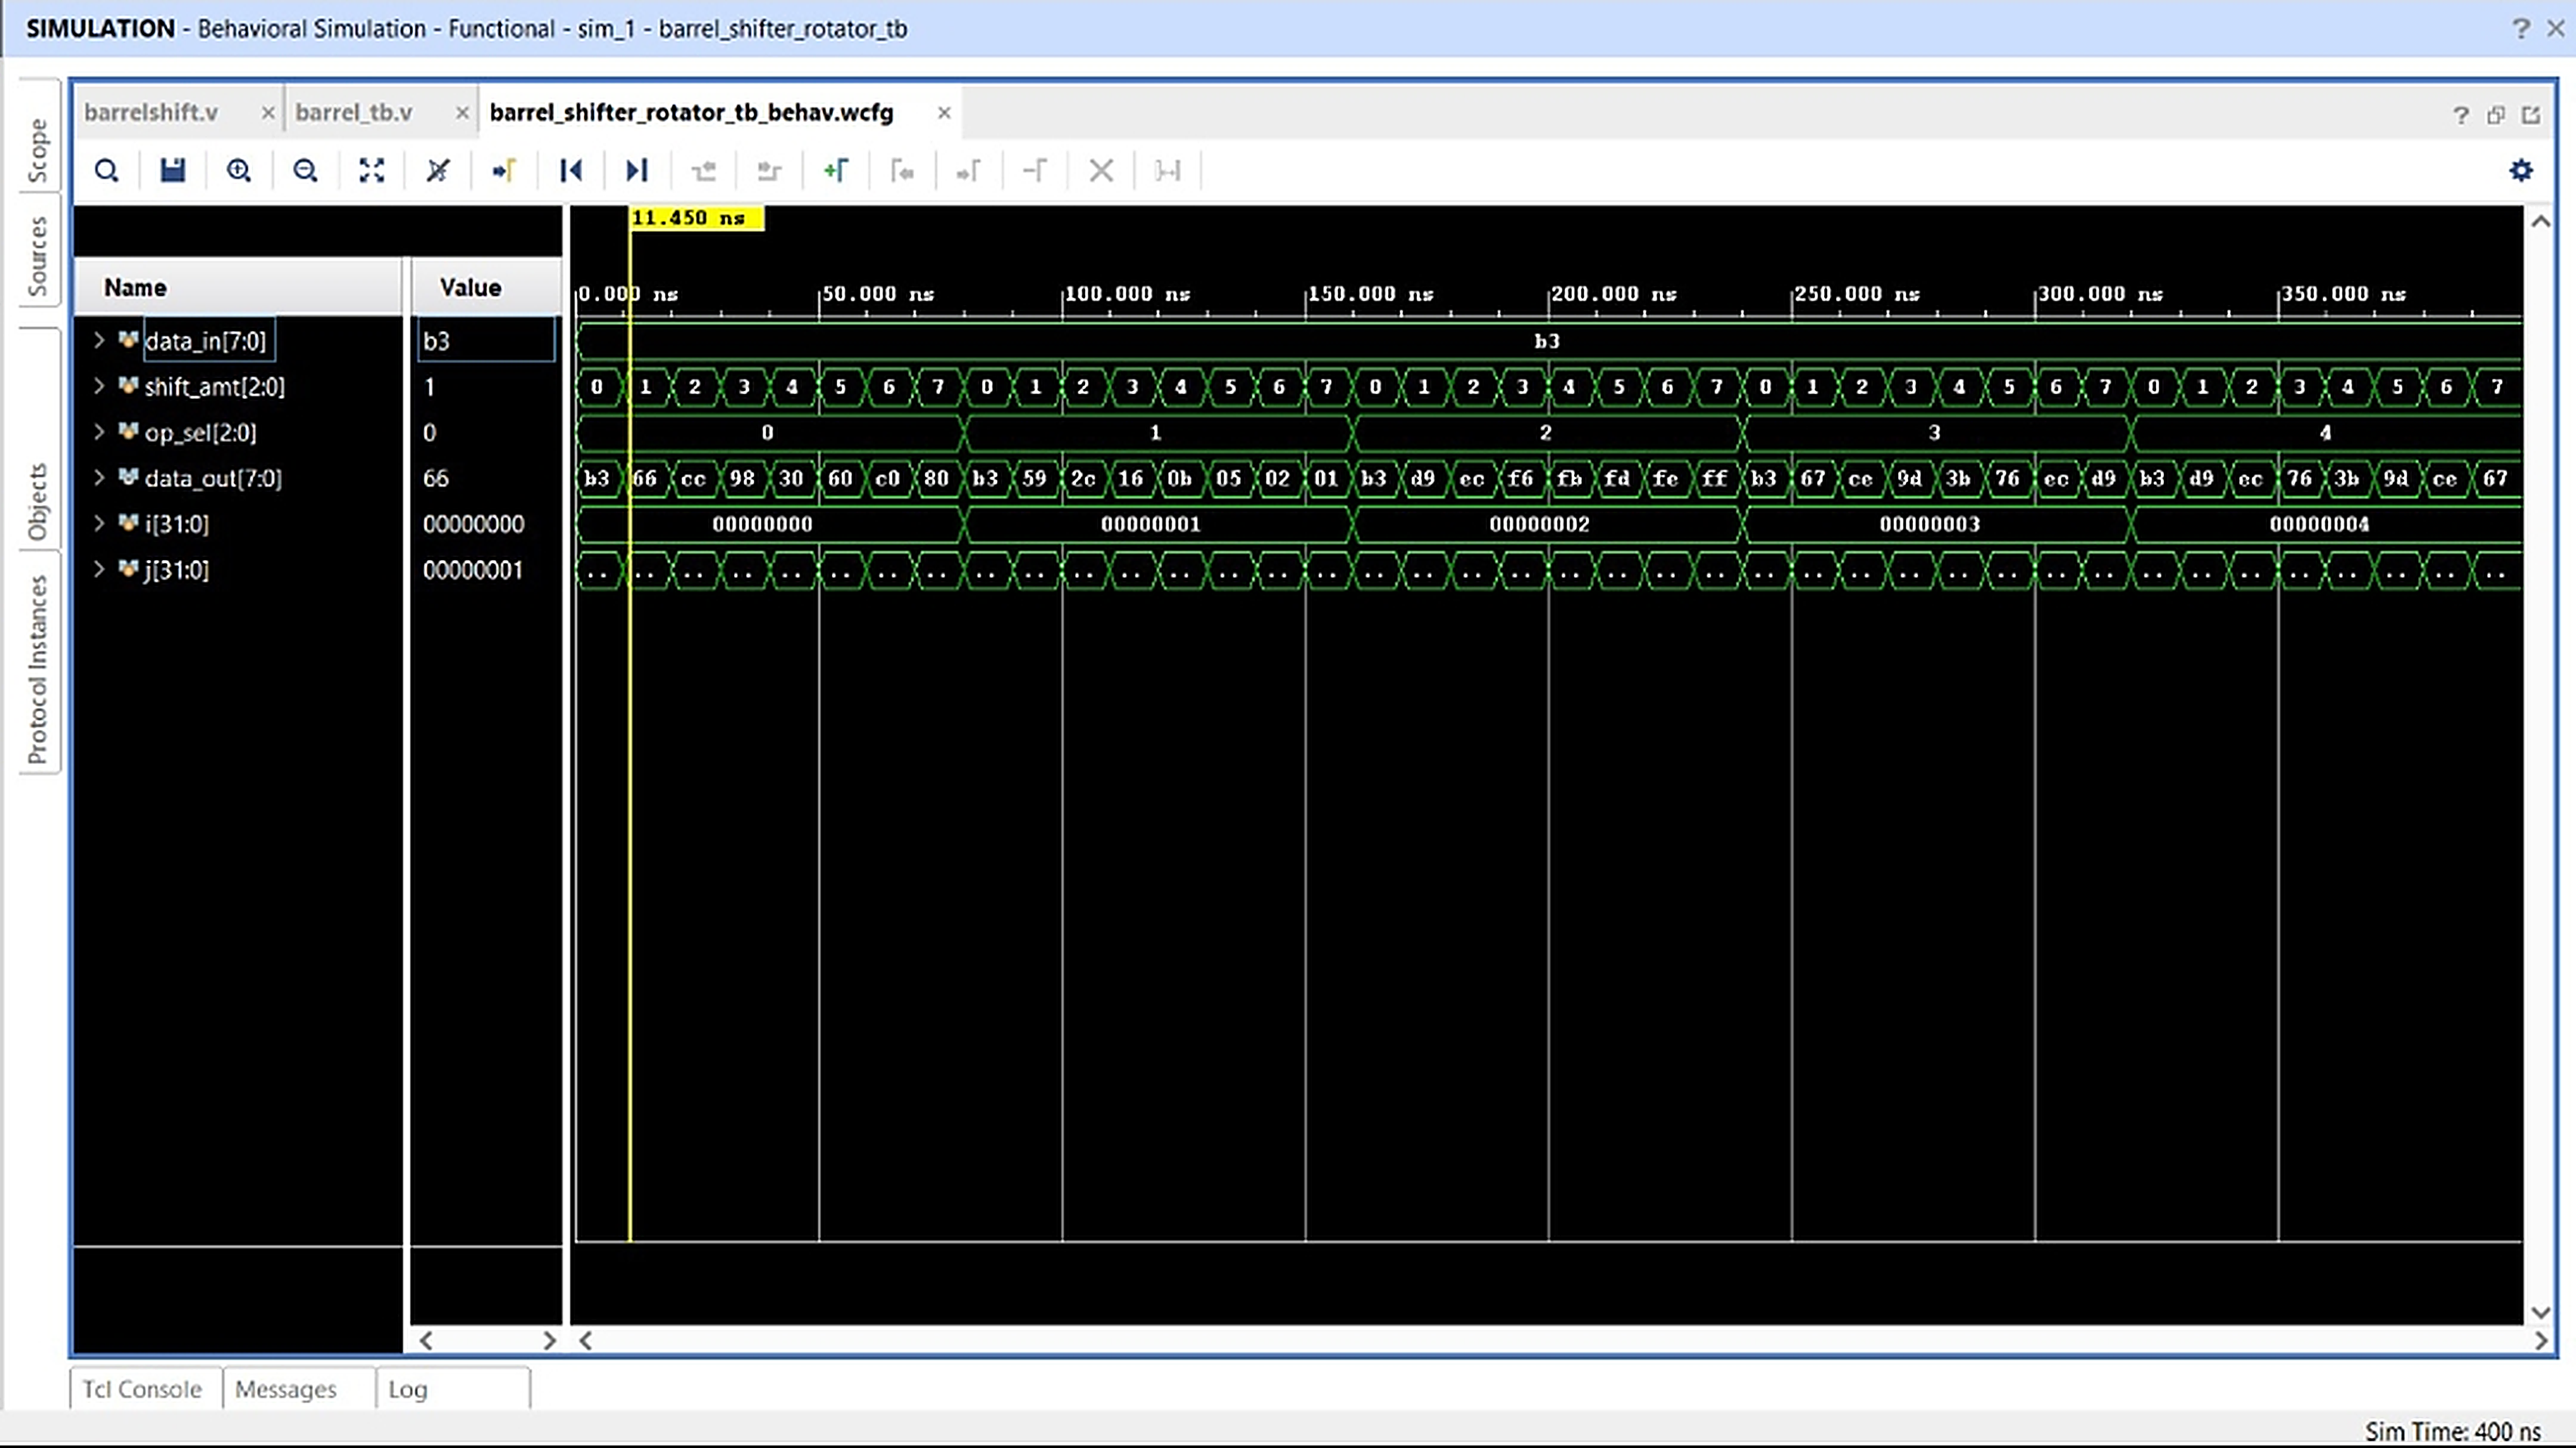 SIMULATION - Behavioral Simulation - Functional - sim_1 - barrel_shifter_rotator_tb
Scope
Sources
Objects
Protocol Instances
barrelshift.v
barrel_tb.v
barrel_shifter_rotator_tb_behav.wcfg
11.450 ns
Name Value
0.000 ns 50.000 ns 100.000 ns 150.000 ns 200.000 ns 250.000 ns 300.000 ns 350.000 ns
data_in[7:0] b3 b3
shift_amt[2:0] 1 0 1 2 3 4 5 6 7 0 1 2 3 4 5 6 7 0 1 2 3 4 5 6 7 0 1 2 3 4 5 6 7 0 1 2 3 4 5 6 7
op_sel[2:0] 0 0 1 2 3 4
data_out[7:0] 66 b3 66 cc 98 30 60 c0 80 b3 59 2c 16 0b 05 02 01 b3 d9 ec f6 fb fd fe ff b3 67 ce 9d 3b 76 ec d9 b3 d9 ec 76 3b 9d ce 67
i[31:0] 00000000 00000000 00000001 00000002 00000003 00000004
j[31:0] 00000001 .. .. .. .. .. .. .. .. .. .. .. .. .. .. .. .. .. .. .. .. .. .. .. .. .. .. .. .. .. .. .. .. .. .. .. .. .. .. .. ..
Tcl Console Messages Log
Sim Time: 400 ns